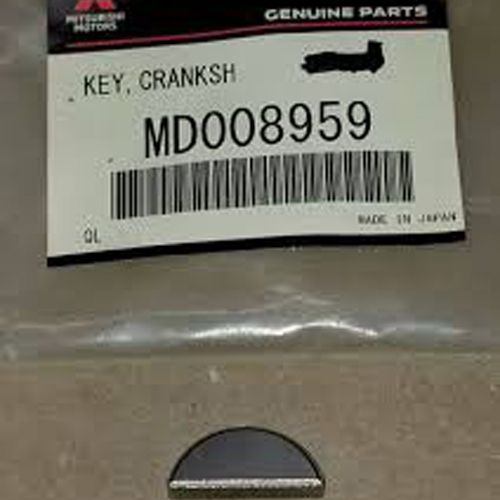 MITSUBISHI
MOTORS
GENUINE PARTS
KEY, CRANKSH
MD008959
QL
MADE IN JAPAN